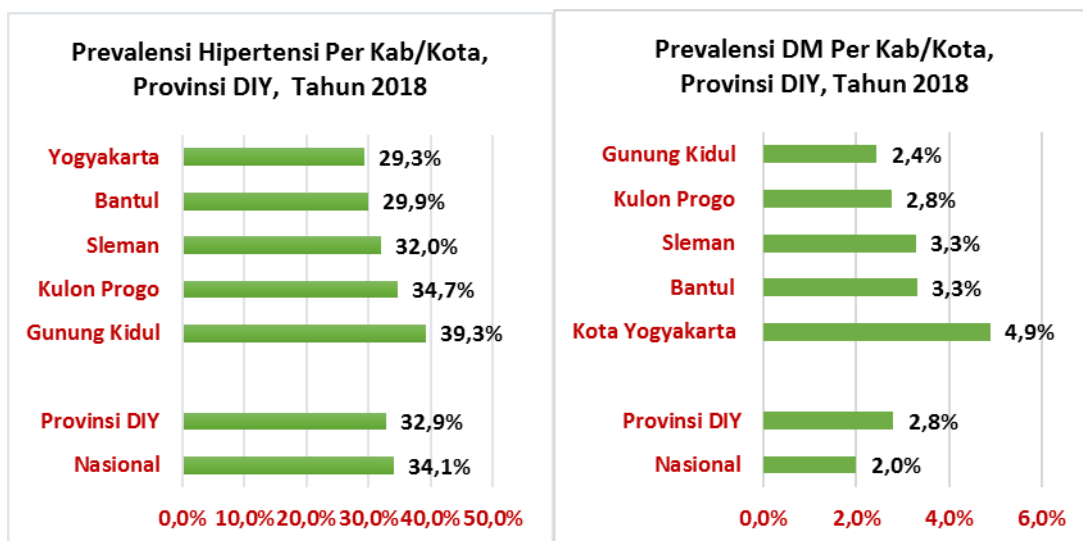 Prevalensi Hipertensi Per Kab/Kota,
Provinsi DIY, Tahun 2018
Yogyakarta 29,3%
Bantul 29,9%
Sleman 32,0%
Kulon Progo 34,7%
Gunung Kidul 39,3%
Provinsi DIY 32,9%
Nasional 34,1%
0,0% 10,0% 20,0% 30,0% 40,0% 50,0%
Prevalensi DM Per Kab/Kota,
Provinsi DIY, Tahun 2018
Gunung Kidul 2,4%
Kulon Progo 2,8%
Sleman 3,3%
Bantul 3,3%
Kota Yogyakarta 4,9%
Provinsi DIY 2,8%
Nasional 2,0%
0,0% 2,0% 4,0% 6,0%